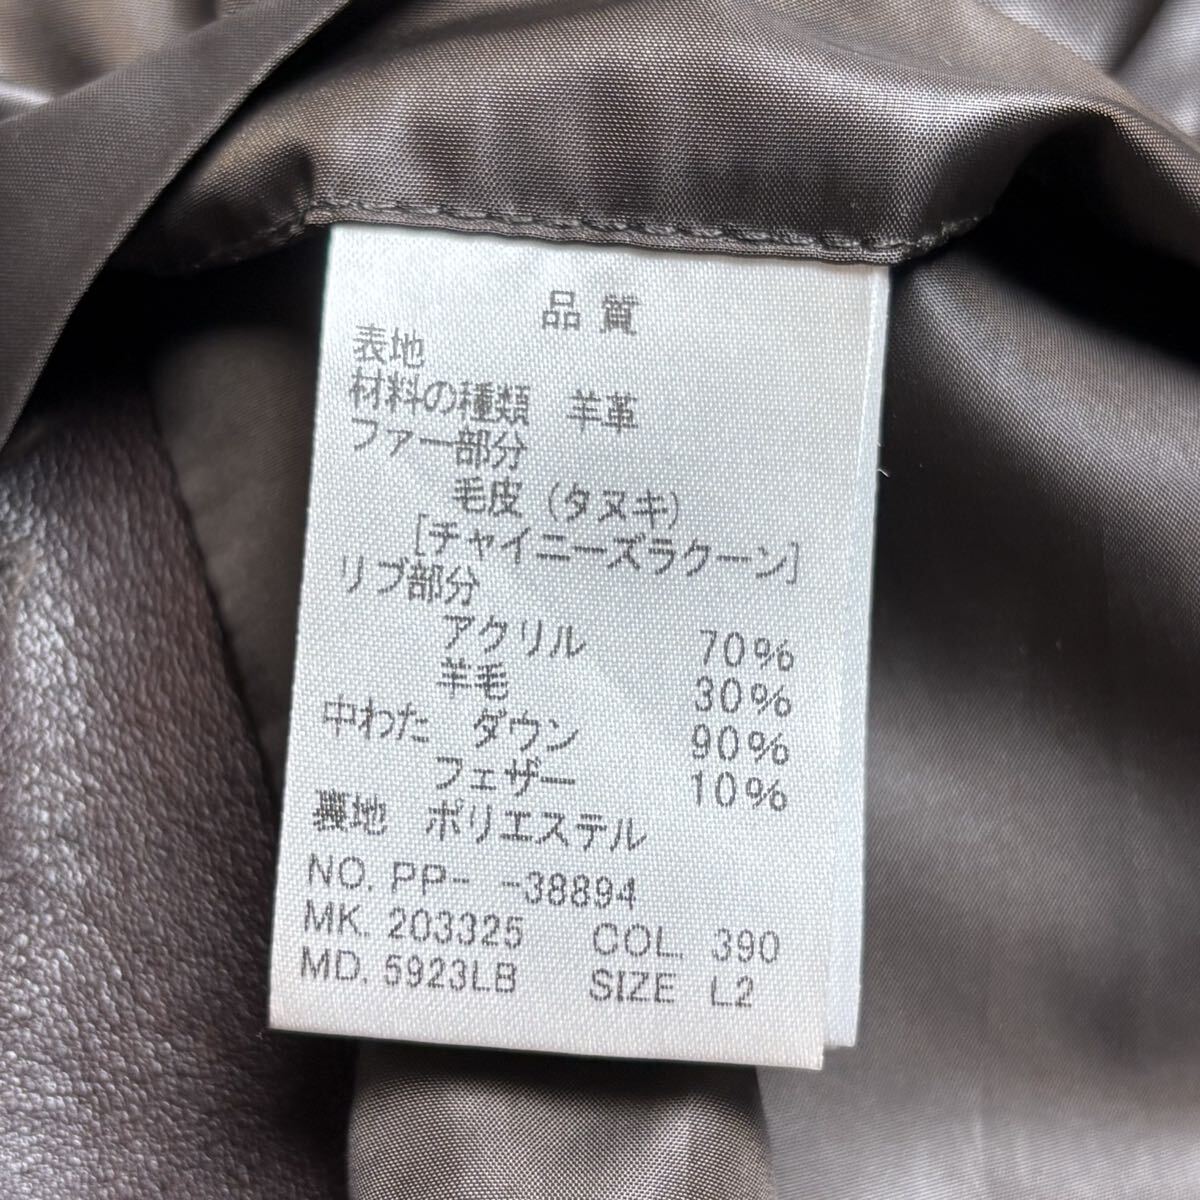 品質
表地
材料の種類 羊革
ファー部分
毛皮(タヌキ)
[チャイニーズラクーン]
リブ部分
アクリル 70%
羊毛 30%
中わた ダウン 90%
フェザー 10%
裏地 ポリエステル
NO. PP- -38894
MK. 203325 COL. 390
MD. 5923LB SIZE L2